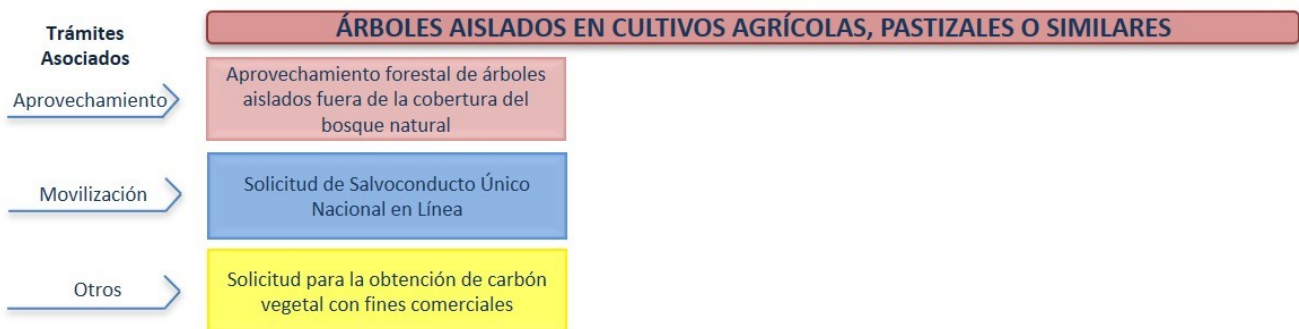 Trámites
Asociados
ÁRBOLES AISLADOS EN CULTIVOS AGRÍCOLAS, PASTIZALES O SIMILARES
Aprovechamiento
Aprovechamiento forestal de árboles
aislados fuera de la cobertura del
bosque natural
Movilización
Solicitud de Salvoconducto Único
Nacional en Línea
Otros
Solicitud para la obtención de carbón
vegetal con fines comerciales